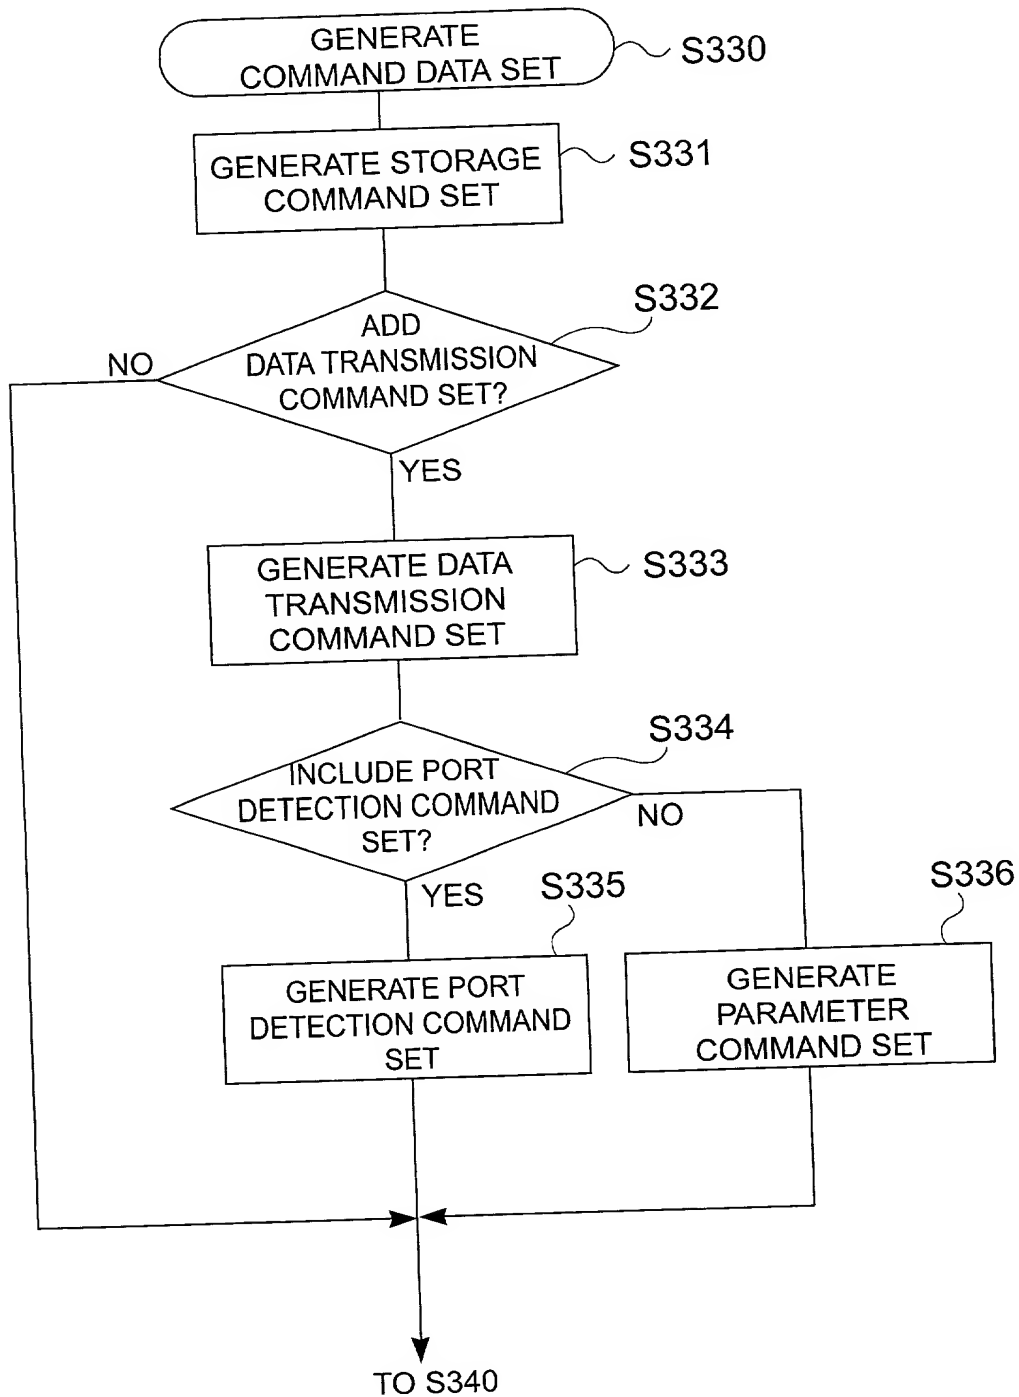 GENERATE
COMMAND DATA SET
S330
GENERATE STORAGE
COMMAND SET
S331
S332
ADD
DATA TRANSMISSION
COMMAND SET?
NO
YES
GENERATE DATA
TRANSMISSION
COMMAND SET
S333
S334
INCLUDE PORT
DETECTION COMMAND
SET?
NO
YES
S335
S336
GENERATE PORT
DETECTION COMMAND
SET
GENERATE
PARAMETER
COMMAND SET
TO S340